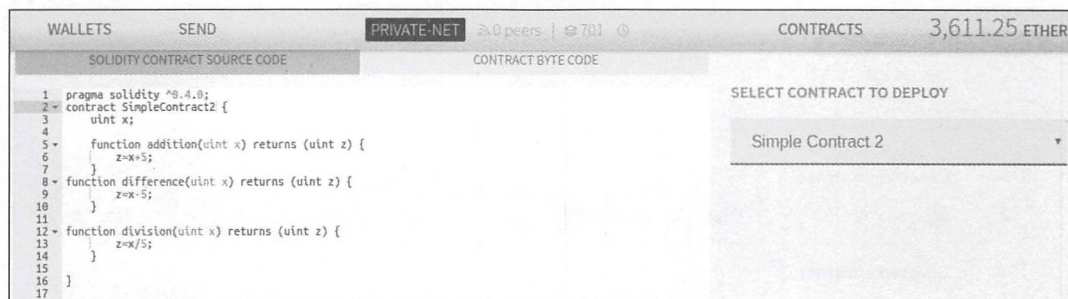 WALLETS SEND PRIVATE-NET 0 peers | 701 CONTRACTS 3,611.25 ETHER
SOLIDITY CONTRACT SOURCE CODE CONTRACT BYTE CODE
SELECT CONTRACT TO DEPLOY
Simple Contract 2
1 pragma solidity ^0.4.0;
2 contract SimpleContract2 {
3 uint x;
4
5 function addition(uint x) returns (uint z) {
6 z=x+5;
7 }
8 function difference(uint x) returns (uint z) {
9 z=x-5;
10 }
11
12 function division(uint x) returns (uint z) {
13 z=x/5;
14 }
15
16 }
17